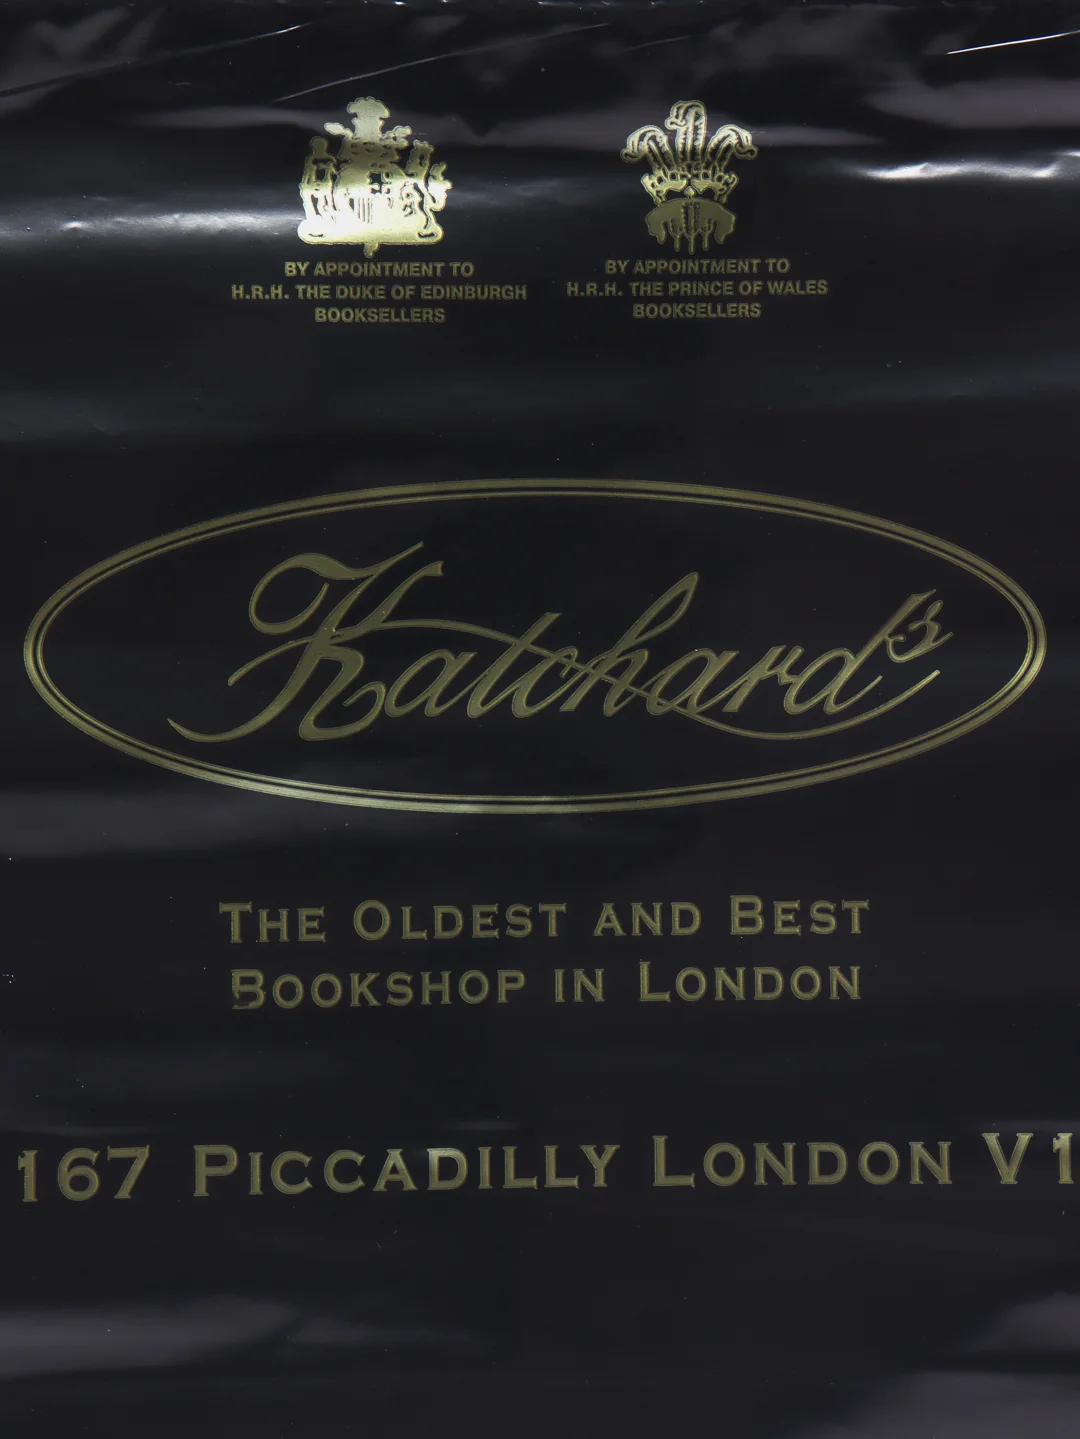 BY APPOINTMENT TO
H.R.H. THE DUKE OF EDINBURGH
BOOKSELLERS
BY APPOINTMENT TO
H.R.H. THE PRINCE OF WALES
BOOKSELLERS
Katchard's
THE OLDEST AND BEST
BOOKSHOP IN LONDON
167 PICCADILLY LONDON V1